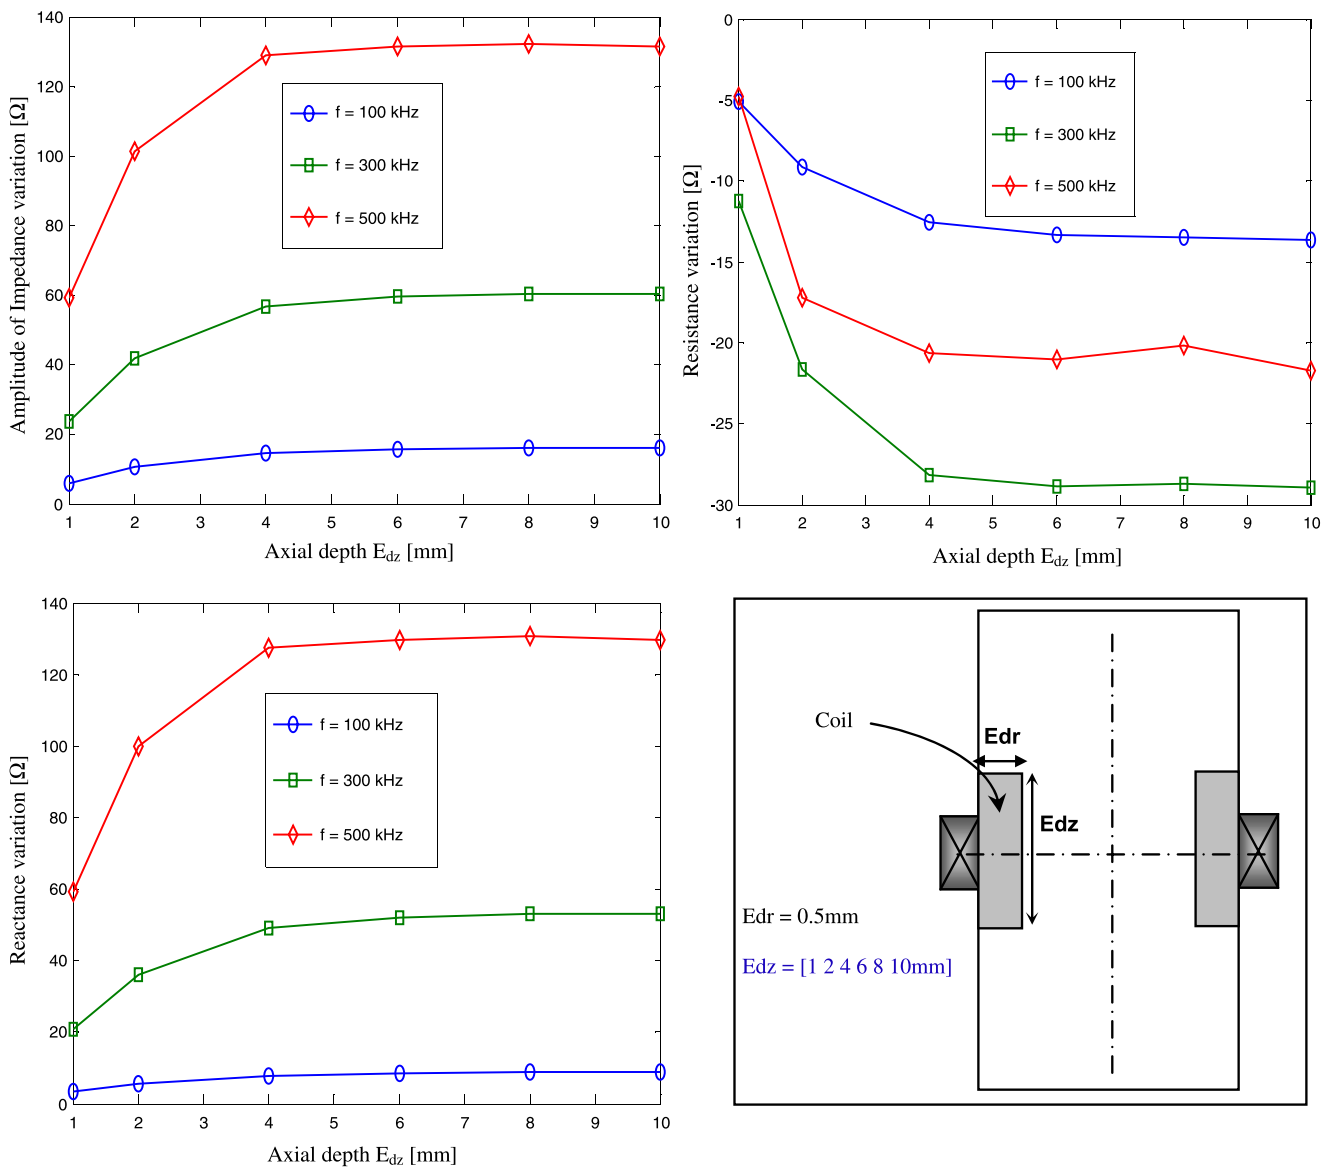 Amplitude of Impedance variation [Ω]
140
120
100
80
60
40
20
0
f = 100 kHz
f = 300 kHz
f = 500 kHz
1 2 3 4 5 6 7 8 9 10
Axial depth E_dz [mm]
Resistance variation [Ω]
0
-5
-10
-15
-20
-25
-30
f = 100 kHz
f = 300 kHz
f = 500 kHz
1 2 3 4 5 6 7 8 9 10
Axial depth E_dz [mm]
Reactance variation [Ω]
140
120
100
80
60
40
20
0
f = 100 kHz
f = 300 kHz
f = 500 kHz
1 2 3 4 5 6 7 8 9 10
Axial depth E_dz [mm]
Coil
Edr
Edz
Edr = 0.5mm
Edz = [1 2 4 6 8 10mm]